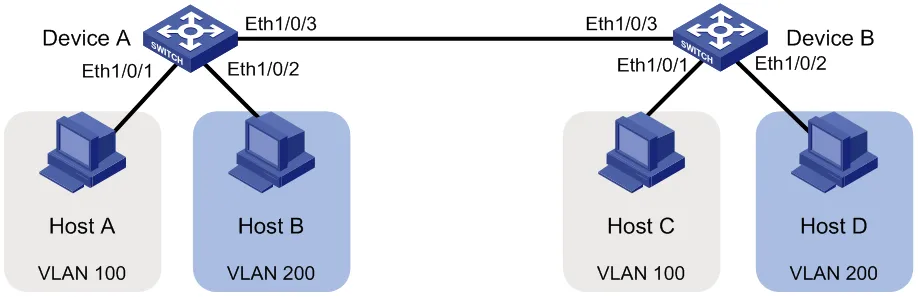 Device A
SWITCH
Eth1/0/3
Eth1/0/3
SWITCH
Device B
Eth1/0/1
Eth1/0/2
Eth1/0/1
Eth1/0/2
Host A
Host B
Host C
Host D
VLAN 100
VLAN 200
VLAN 100
VLAN 200